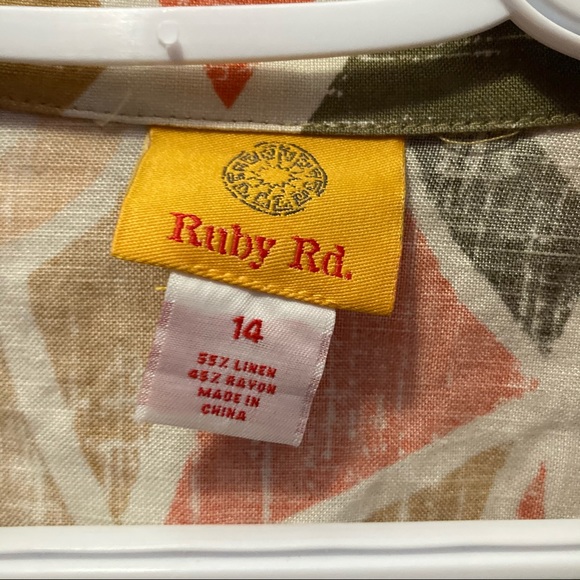 Ruby Rd.
14
55% LINEN
45% RAYON
MADE IN
CHINA